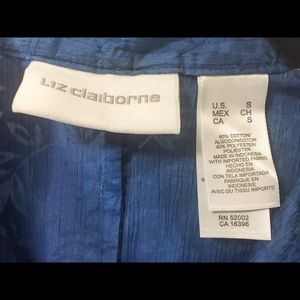 Liz claiborne
U.S. S
MEX CH
CA S
60% COTTON/
ALGODON/COTON
40% POLYESTER/
POLIESTER
MADE IN INDONESIA
WITH IMPORTED FABRIC
HECHO EN
INDONESIA
CON TELA IMPORTADA
FABRIQUE EN
INDONESIE
AVEC DU TISSU IMPORTE
S
RN 52002
CA 16396